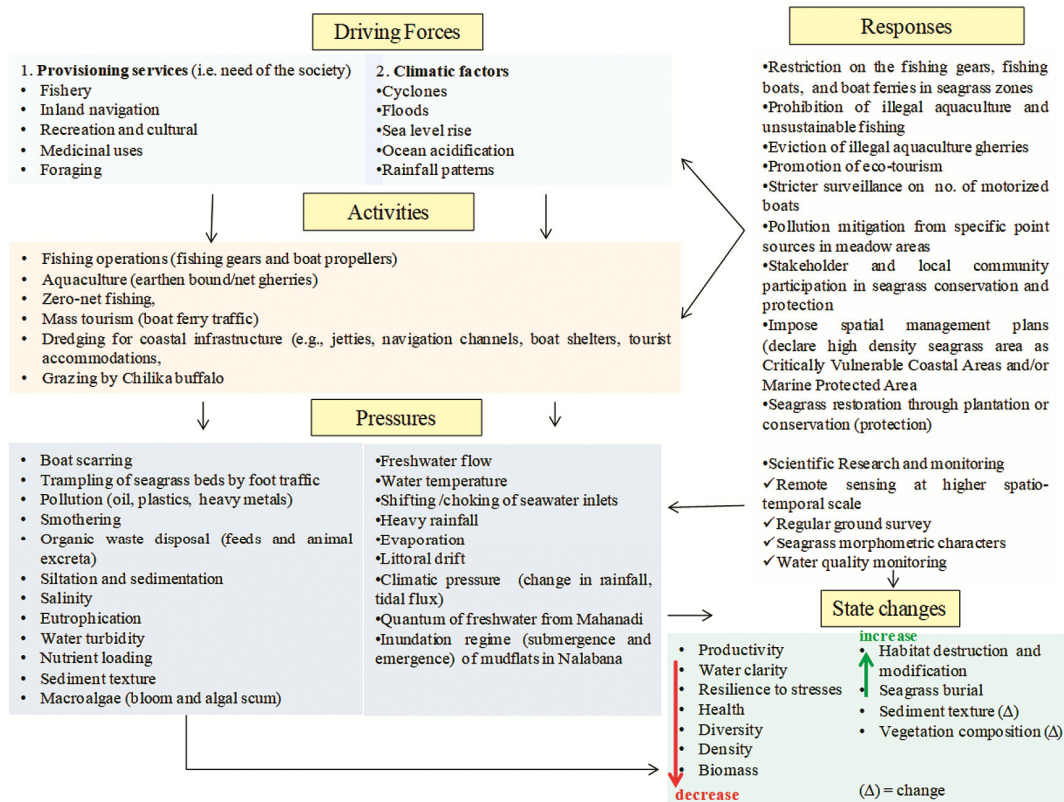 Driving Forces
1. Provisioning services (i.e. need of the society)
• Fishery
• Inland navigation
• Recreation and cultural
• Medicinal uses
• Foraging
2. Climatic factors
•Cyclones
•Floods
•Sea level rise
•Ocean acidification
•Rainfall patterns
Activities
• Fishing operations (fishing gears and boat propellers)
• Aquaculture (earthen bound/net gherries)
• Zero-net fishing,
• Mass tourism (boat ferry traffic)
• Dredging for coastal infrastructure (e.g., jetties, navigation channels, boat shelters, tourist
accommodations,
• Grazing by Chilika buffalo
Pressures
• Boat scarring
• Trampling of seagrass beds by foot traffic
• Pollution (oil, plastics, heavy metals)
• Smothering
• Organic waste disposal (feeds and animal
excreta)
• Siltation and sedimentation
• Salinity
• Eutrophication
• Water turbidity
• Nutrient loading
• Sediment texture
• Macroalgae (bloom and algal scum)
•Freshwater flow
•Water temperature
•Shifting /choking of seawater inlets
•Heavy rainfall
•Evaporation
•Littoral drift
•Climatic pressure (change in rainfall,
tidal flux)
•Quantum of freshwater from Mahanadi
•Inundation regime (submergence and
emergence) of mudflats in Nalabana
Responses
•Restriction on the fishing gears, fishing
boats, and boat ferries in seagrass zones
•Prohibition of illegal aquaculture and
unsustainable fishing
•Eviction of illegal aquaculture gherries
•Promotion of eco-tourism
•Stricter surveillance on no. of motorized
boats
•Pollution mitigation from specific point
sources in meadow areas
•Stakeholder and local community
participation in seagrass conservation and
protection
•Impose spatial management plans
(declare high density seagrass area as
Critically Vulnerable Coastal Areas and/or
Marine Protected Area
•Seagrass restoration through plantation or
conservation (protection)
•Scientific Research and monitoring
✓Remote sensing at higher spatio-
temporal scale
✓Regular ground survey
✓Seagrass morphometric characters
✓Water quality monitoring
State changes
• Productivity
• Water clarity
• Resilience to stresses
• Health
• Diversity
• Density
• Biomass
decrease
increase
• Habitat destruction and
modification
• Seagrass burial
• Sediment texture (Δ)
• Vegetation composition (Δ)
(Δ) = change